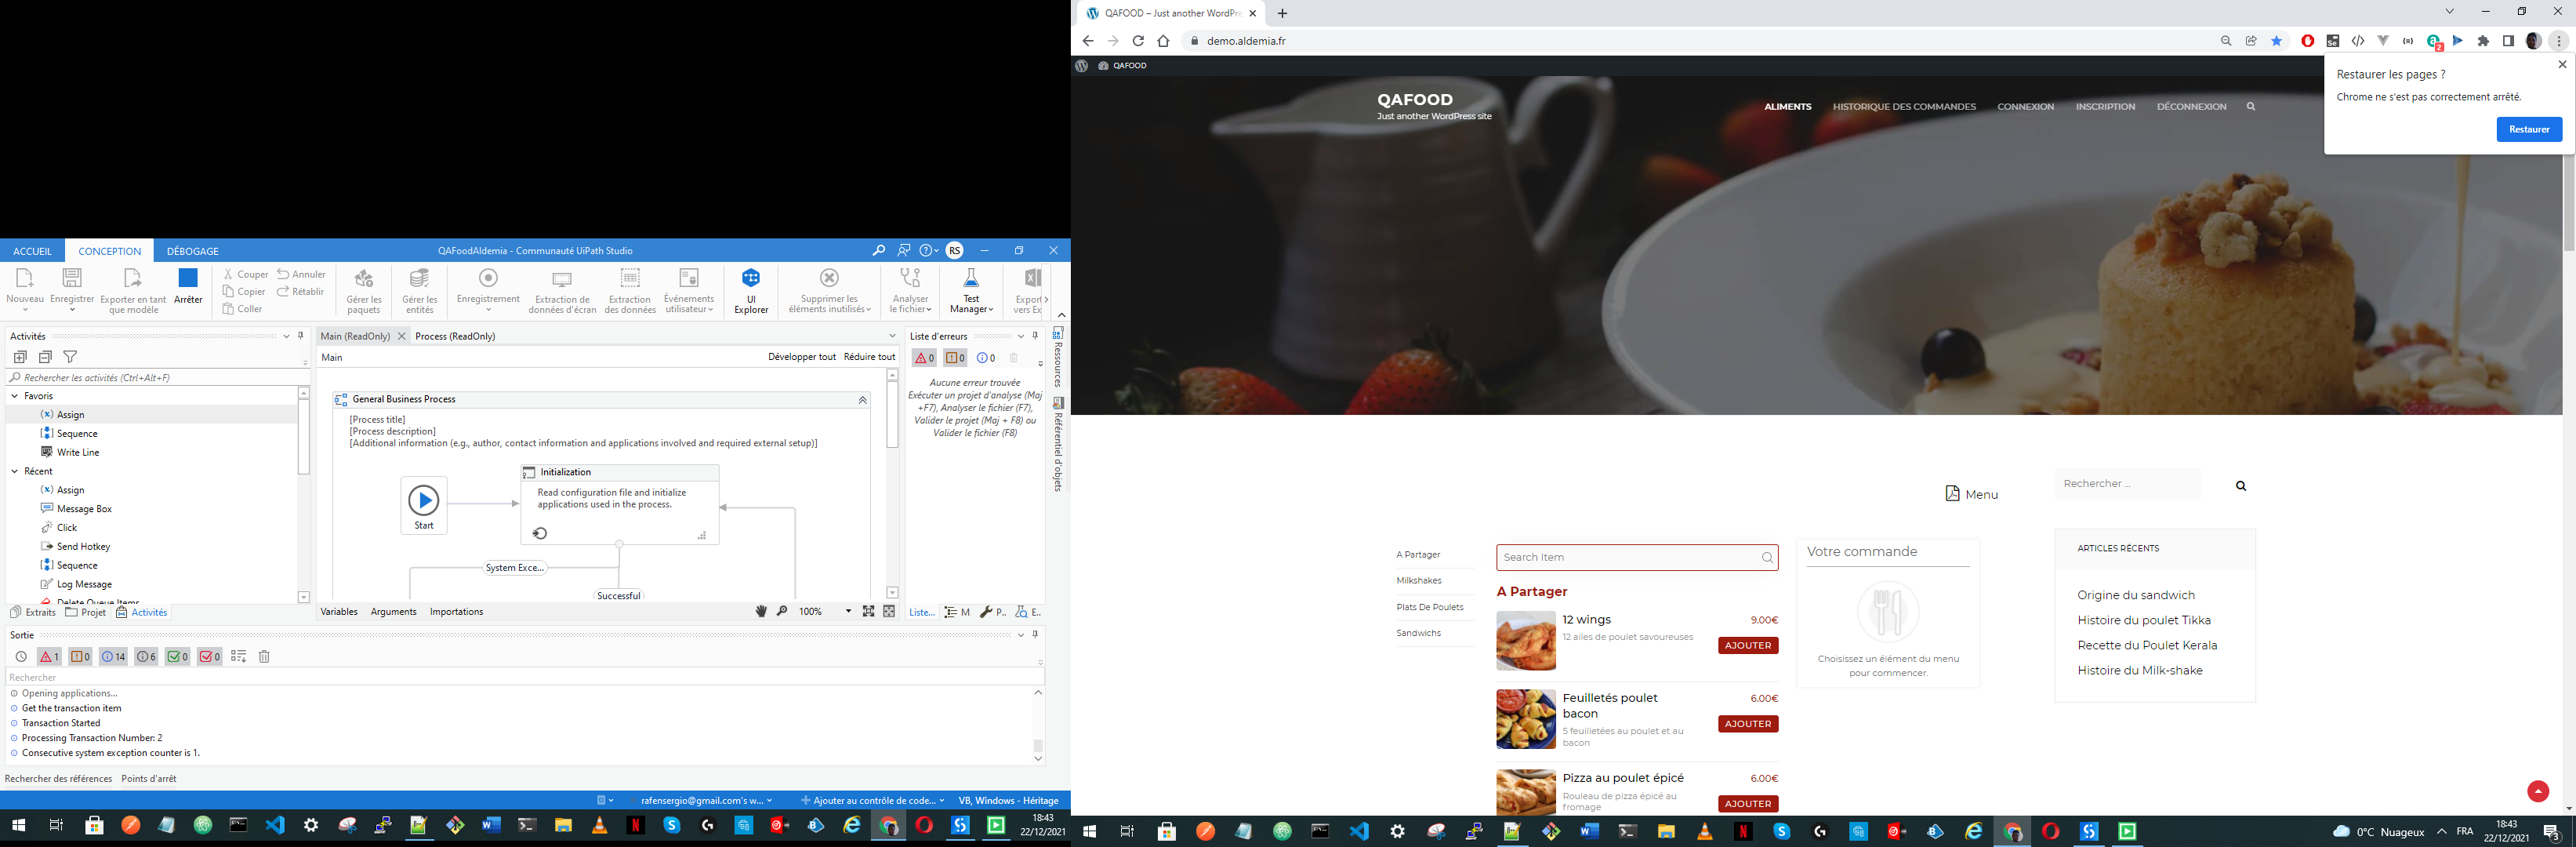 ACCUEIL
CONCEPTION
DÉBOGAGE
QAFoodAldemia - Communauté UiPath Studio
RS
Nouveau
Enregistrer
Exporter en tant
que modèle
Arrêter
Couper
Copier
Coller
Annuler
Rétablir
Gérer les
paquets
Gérer les
entités
Enregistrement
Extraction de
données d'écran
Extraction
des données
Événements
utilisateur
UI
Explorer
Supprimer les
éléments inutilisés
Analyser
le fichier
Test
Manager
Export
vers Ex
Activités
Rechercher les activités (Ctrl+Alt+F)
Favoris
Assign
Sequence
Write Line
Récent
Assign
Message Box
Click
Send Hotkey
Sequence
Log Message
Delete Queue Items
Extraits
Projet
Activités
Main (ReadOnly)
Process (ReadOnly)
Main
Développer tout
Réduire tout
General Business Process
[Process title]
[Process description]
[Additional information (e.g., author, contact information and applications involved and required external setup)]
Start
Initialization
Read configuration file and initialize
applications used in the process.
System Exce...
Successful
Variables
Arguments
Importations
100%
Liste d'erreurs
0
0
0
Aucune erreur trouvée
Exécuter un projet d'analyse (Maj
+F7), Analyser le fichier (F7),
Valider le projet (Maj + F8) ou
Valider le fichier (F8)
Liste...
M
P..
E..
Ressources
Référentiel d'objets
Sortie
1
0
14
6
0
0
Rechercher
Opening applications...
Get the transaction item
Transaction Started
Processing Transaction Number: 2
Consecutive system exception counter is 1.
Rechercher des références
Points d'arrêt
rafensergio@gmail.com's w...
Ajouter au contrôle de code...
VB, Windows - Héritage
18:43
22/12/2021
QAFOOD – Just another WordPre
demo.aldemia.fr
2
QAFOOD
Restaurer les pages ?
Chrome ne s'est pas correctement arrêté.
Restaurer
QAFOOD
Just another WordPress site
ALIMENTS
HISTORIQUE DES COMMANDES
CONNEXION
INSCRIPTION
DÉCONNEXION
Menu
Rechercher ...
A Partager
Milkshakes
Plats De Poulets
Sandwichs
Search Item
A Partager
12 wings
9.00€
12 ailes de poulet savoureuses
AJOUTER
Feuilletés poulet
bacon
6.00€
5 feuilletées au poulet et au
bacon
AJOUTER
Pizza au poulet épicé
6.00€
Rouleau de pizza épicé au
fromage
AJOUTER
Votre commande
Choisissez un élément du menu
pour commencer.
ARTICLES RÉCENTS
Origine du sandwich
Histoire du poulet Tikka
Recette du Poulet Kerala
Histoire du Milk-shake
0°C Nuageux
FRA
18:43
22/12/2021
3